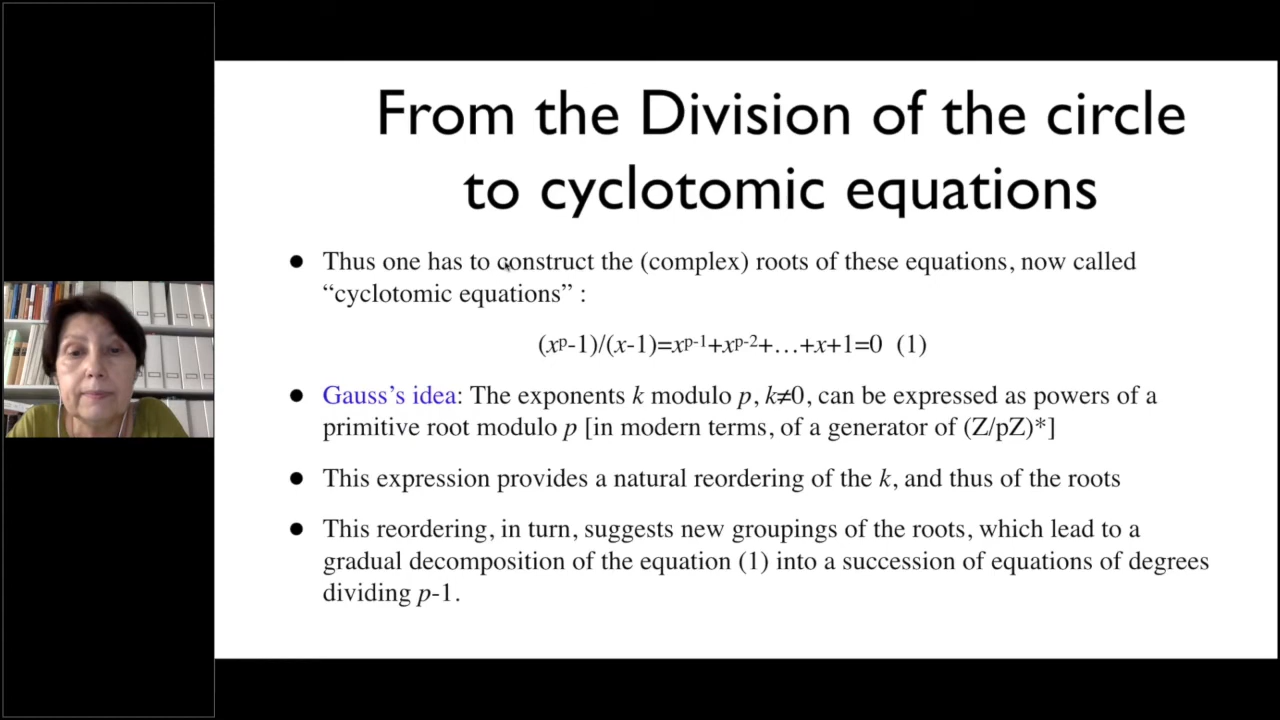 From the Division of the circle
to cyclotomic equations
● Thus one has to construct the (complex) roots of these equations, now called
“cyclotomic equations” :
(xᵖ-1)/(x-1)=xᵖ⁻¹+xᵖ⁻²+…+x+1=0 (1)
● Gauss’s idea: The exponents k modulo p, k≠0, can be expressed as powers of a
primitive root modulo p [in modern terms, of a generator of (Z/pZ)*]
● This expression provides a natural reordering of the k, and thus of the roots
● This reordering, in turn, suggests new groupings of the roots, which lead to a
gradual decomposition of the equation (1) into a succession of equations of degrees
dividing p-1.